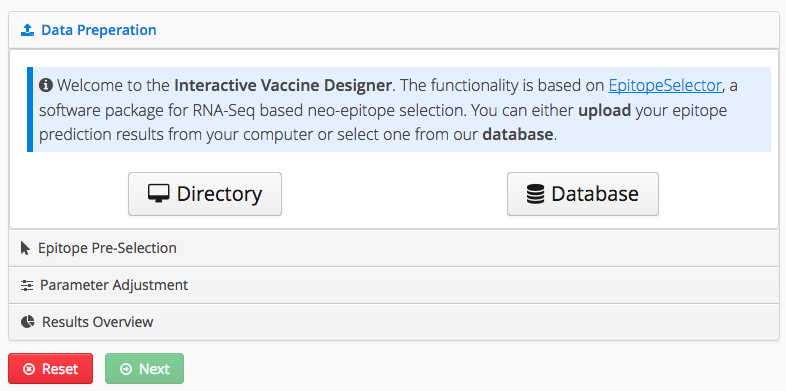 Data Preperation
Welcome to the Interactive Vaccine Designer. The functionality is based on EpitopeSelector, a
software package for RNA-Seq based neo-epitope selection. You can either upload your epitope
prediction results from your computer or select one from our database.
Directory
Database
Epitope Pre-Selection
Parameter Adjustment
Results Overview
Reset
Next